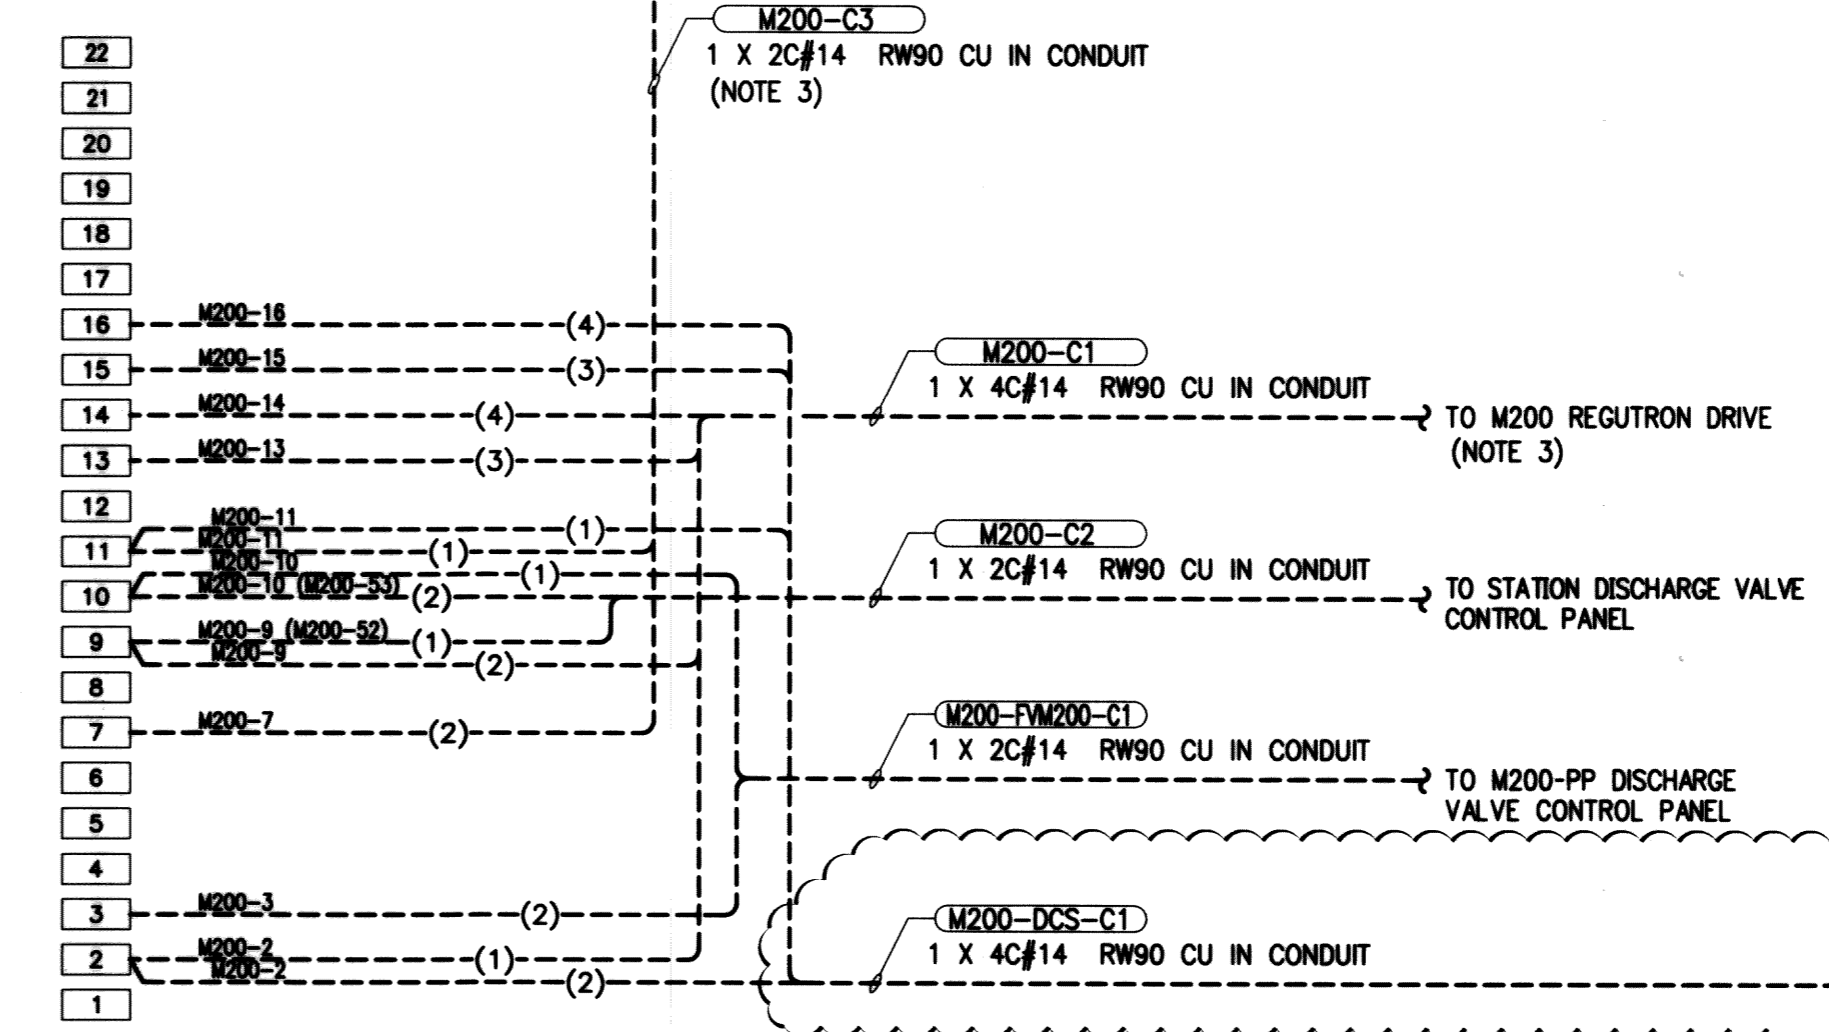 M200-C3
1 X 2C#14 RW90 CU IN CONDUIT
(NOTE 3)
22
21
20
19
18
17
16 M200-16 (4)
15 M200-15 (3)
14 M200-14 (4)
13 M200-13 (3)
12
M200-11 (1)
11 M200-11 (1)
M200-10 (1)
10 M200-10 (M200-53) (2)
9 M200-9 (M200-52) (1)
M200-9 (2)
8
7 M200-7 (2)
6
5
4
3 M200-3 (2)
2 M200-2 (1)
M200-2 (2)
1
M200-C1
1 X 4C#14 RW90 CU IN CONDUIT
TO M200 REGUTRON DRIVE
(NOTE 3)
M200-C2
1 X 2C#14 RW90 CU IN CONDUIT
TO STATION DISCHARGE VALVE
CONTROL PANEL
M200-FVM200-C1
1 X 2C#14 RW90 CU IN CONDUIT
TO M200-PP DISCHARGE
VALVE CONTROL PANEL
M200-DCS-C1
1 X 4C#14 RW90 CU IN CONDUIT